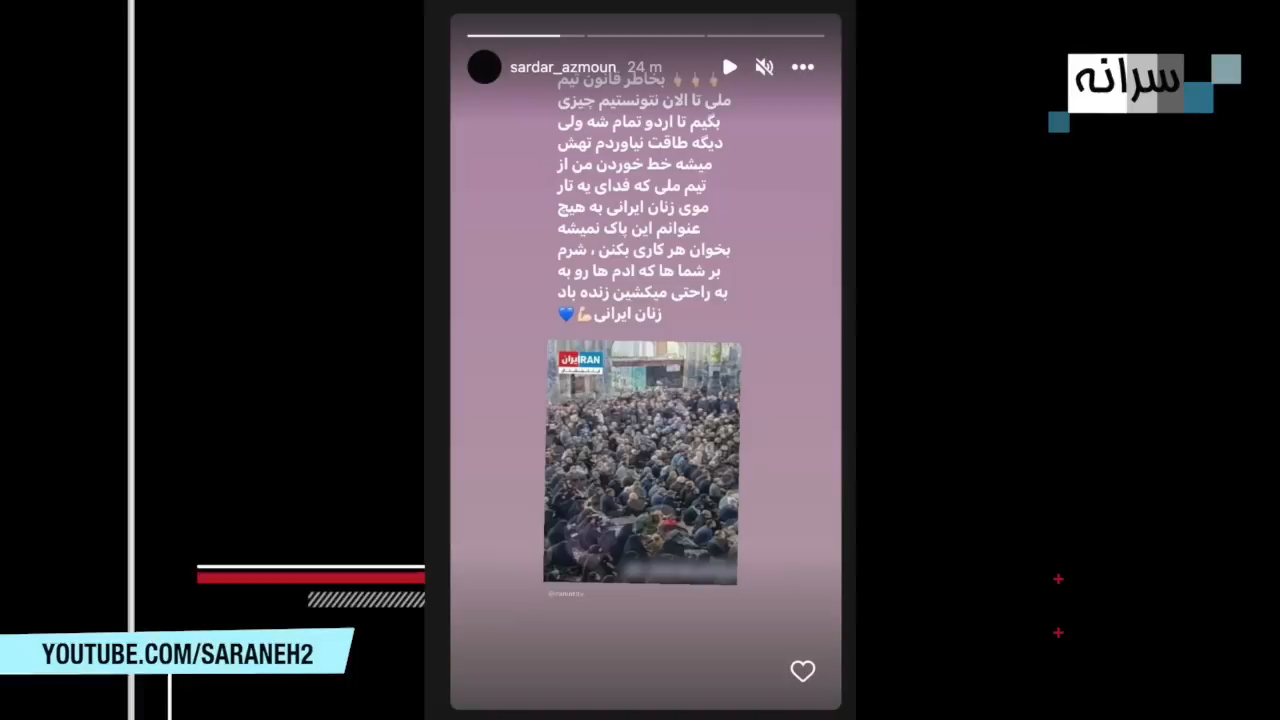 sardar_azmoun 24 m
سرانه
👆🏻👆🏻👆🏻 بخاطر قانون تیم
ملی تا الان نتونستیم چیزی
بگیم تا اردو تمام شه ولی
دیگه طاقت نیاوردم تهش
میشه خط خوردن من از
تیم ملی که فدای یه تار
موی زنان ایرانی به هیچ
عنوانم این پاک نمیشه
بخوان هر کاری بکنن ، شرم
بر شما ها که ادم ها رو به
به راحتی میکشین زنده باد
زنان ایرانی💪🏻💙
ایران IRAN
اینترنشنال
YOUTUBE.COM/SARANEH2